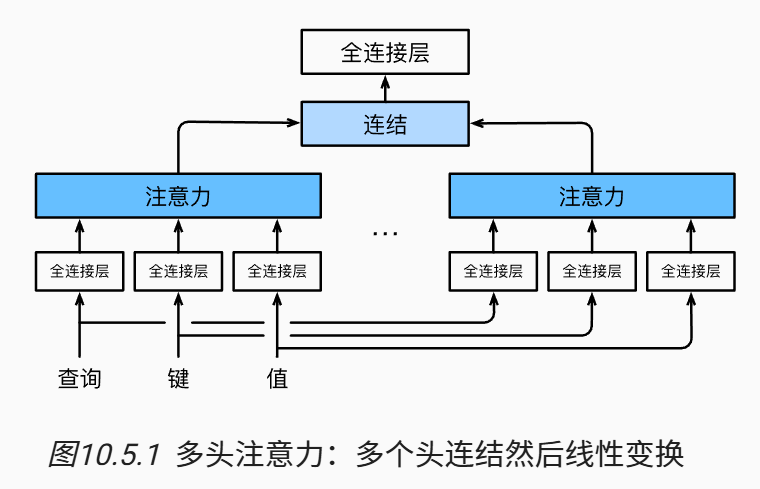 全连接层
连结
注意力 ... 注意力
全连接层 全连接层 全连接层 全连接层 全连接层 全连接层
查询 键 值
图10.5.1 多头注意力：多个头连结然后线性变换